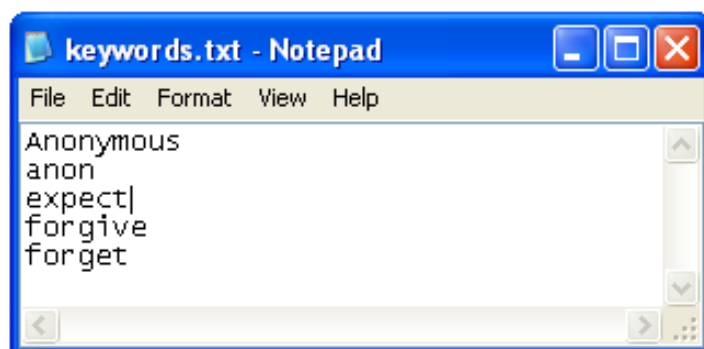 keywords.txt - Notepad
File Edit Format View Help
Anonymous
anon
expect
forgive
forget